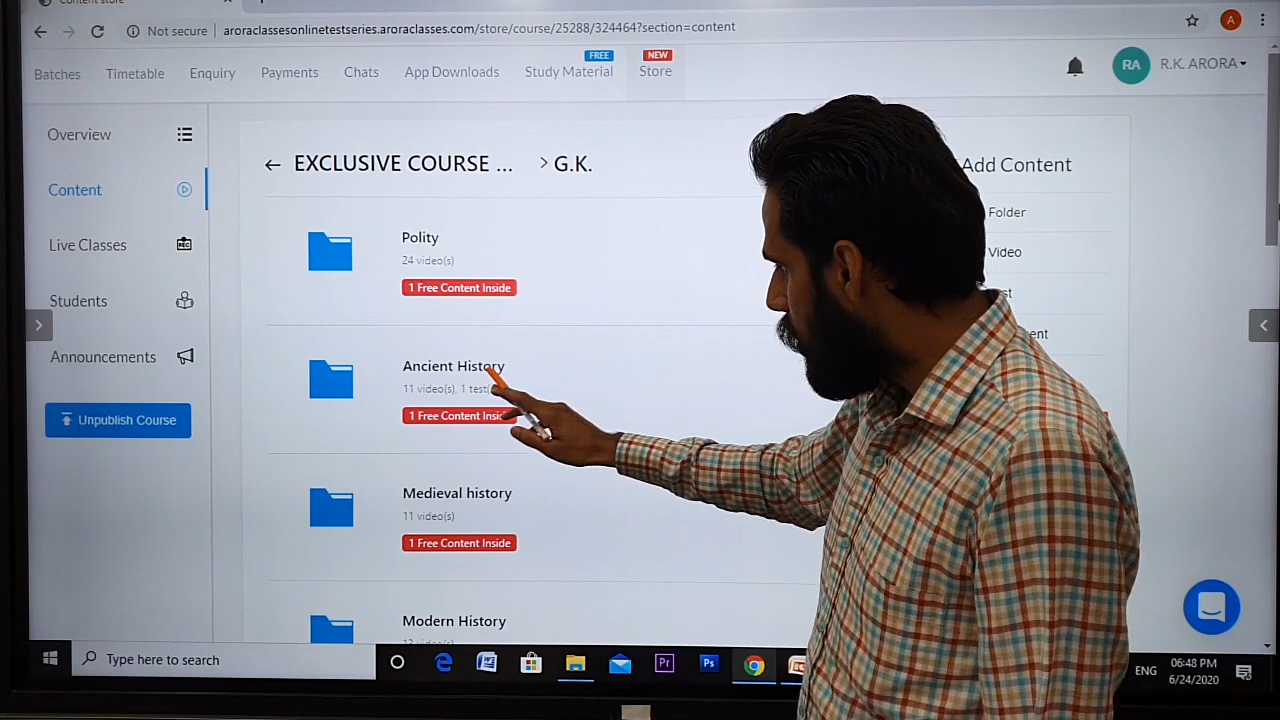 Content store
Not secure
aroraclassesonlinetestseries.aroraclasses.com/store/course/25288/324464?section=content
A
FREE
NEW
Batches
Timetable
Enquiry
Payments
Chats
App Downloads
Study Material
Store
RA
R.K. ARORA
Overview
Content
Live Classes
Students
Announcements
Unpublish Course
EXCLUSIVE COURSE ...
> G.K.
Polity
24 video(s)
1 Free Content Inside
Ancient History
11 video(s), 1 test(
1 Free Content Insi
Medieval history
11 video(s)
1 Free Content Inside
Modern History
Add Content
Folder
Video
Type here to search
Pr
Ps
ENG
06:48 PM
6/24/2020